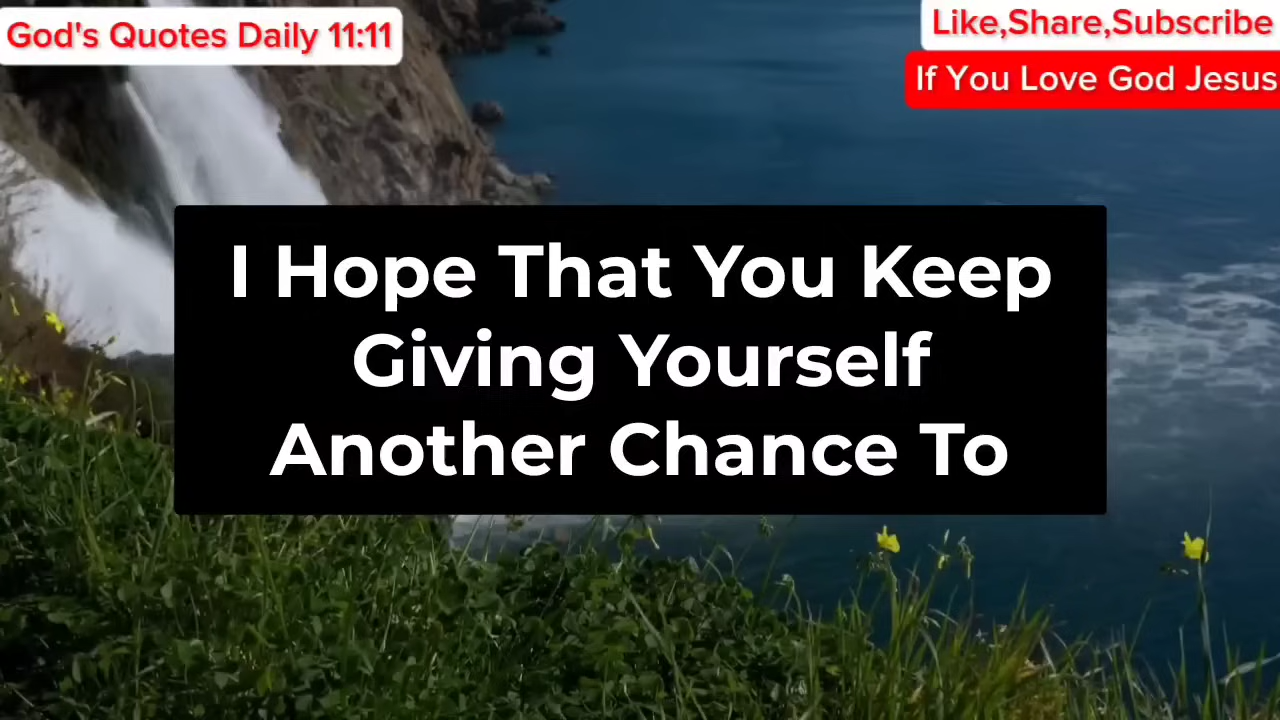 God's Quotes Daily 11:11
Like,Share,Subscribe
If You Love God Jesus
I Hope That You Keep
Giving Yourself
Another Chance To